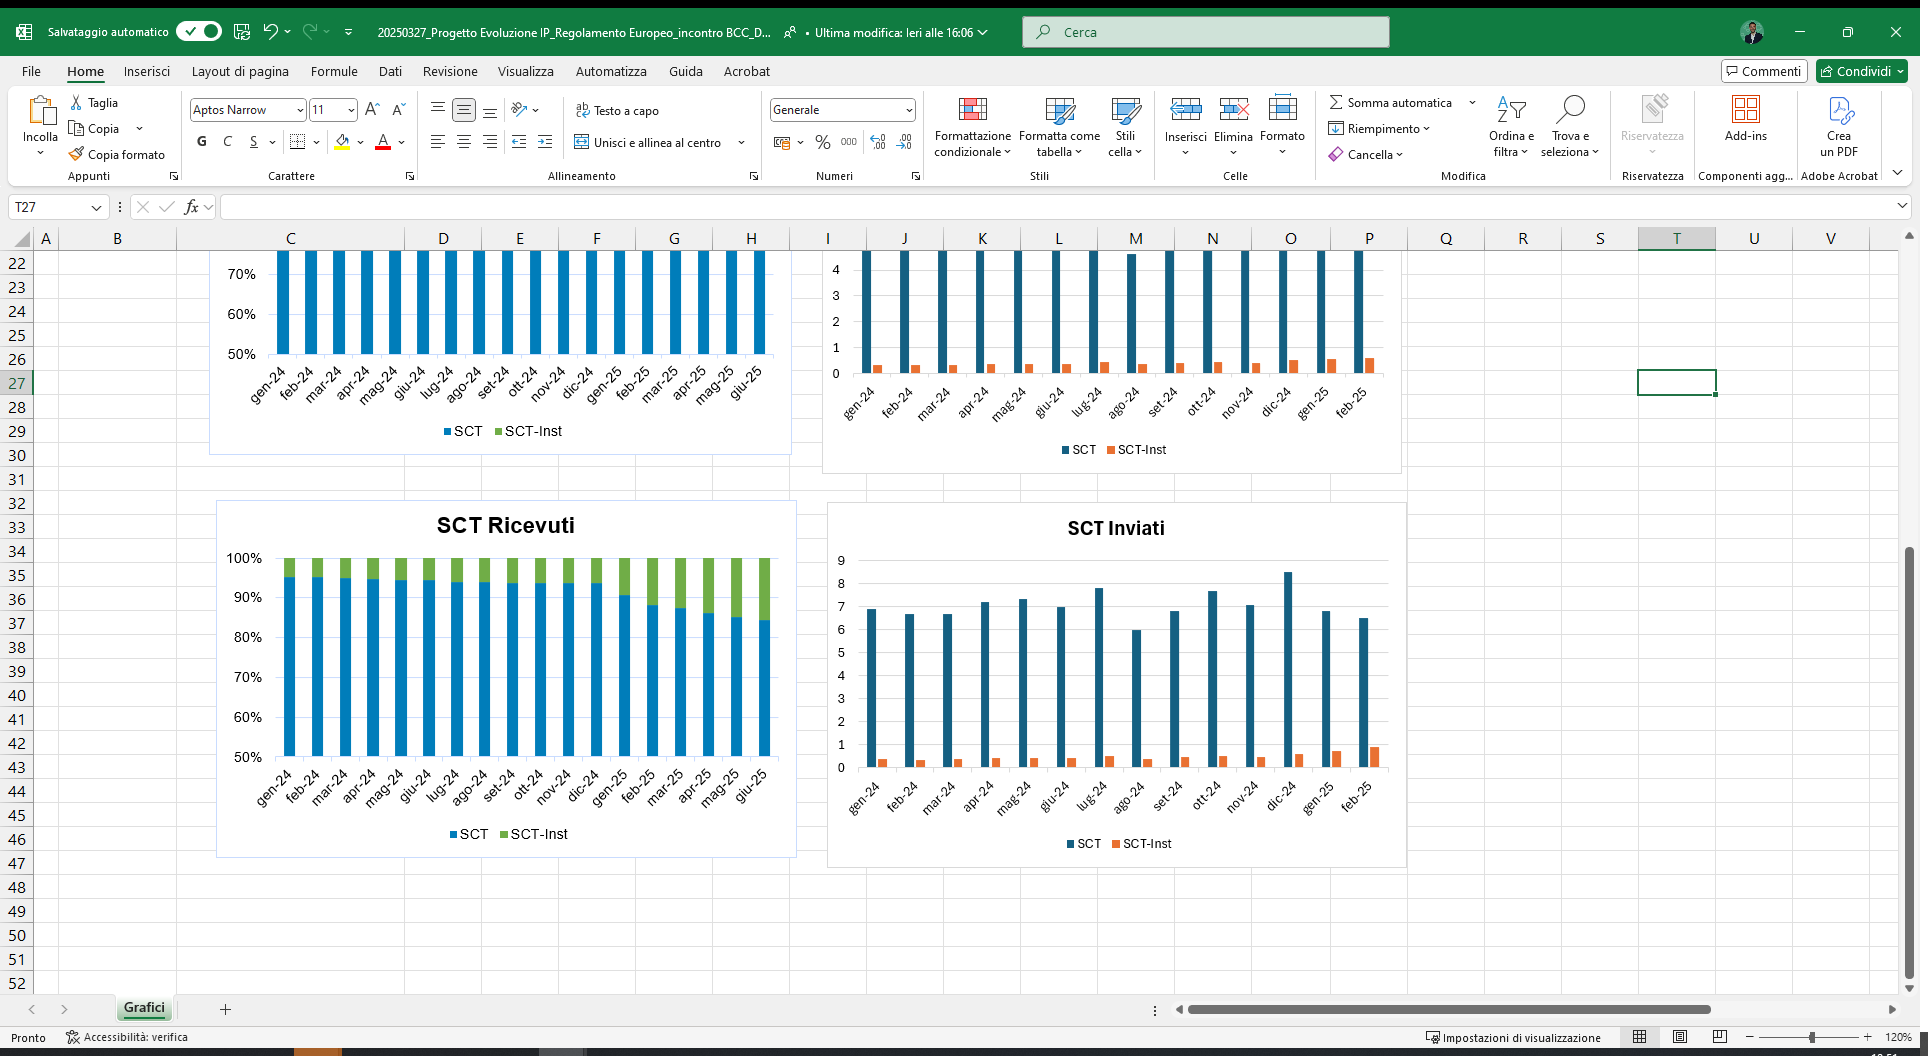 Salvataggio automatico
20250327_Progetto Evoluzione IP_Regolamento Europeo_incontro BCC_D... • Ultima modifica: Ieri alle 16:06
Cerca
File Home Inserisci Layout di pagina Formule Dati Revisione Visualizza Automatizza Guida Acrobat
Commenti Condividi
Incolla
Taglia
Copia
Copia formato
Appunti
Aptos Narrow 11
G C S
Carattere
Testo a capo
Unisci e allinea al centro
Allineamento
Generale
% 000
Numeri
Formattazione condizionale
Formatta come tabella
Stili cella
Stili
Inserisci Elimina Formato
Celle
Somma automatica
Riempimento
Cancella
Ordina e filtra
Trova e seleziona
Modifica
Riservatezza
Riservatezza
Add-ins
Componenti agg...
Crea un PDF
Adobe Acrobat
T27
fx
A B C D E F G H I J K L M N O P Q R S T U V
22
23
24
25
26
27
28
29
30
31
32
33
34
35
36
37
38
39
40
41
42
43
44
45
46
47
48
49
50
51
52
70%
60%
50%
gen-24 feb-24 mar-24 apr-24 mag-24 giu-24 lug-24 ago-24 set-24 ott-24 nov-24 dic-24 gen-25 feb-25 mar-25 apr-25 mag-25 giu-25
SCT SCT-Inst
4
3
2
1
0
gen-24 feb-24 mar-24 apr-24 mag-24 giu-24 lug-24 ago-24 set-24 ott-24 nov-24 dic-24 gen-25 feb-25
SCT SCT-Inst
SCT Ricevuti
100%
90%
80%
70%
60%
50%
gen-24 feb-24 mar-24 apr-24 mag-24 giu-24 lug-24 ago-24 set-24 ott-24 nov-24 dic-24 gen-25 feb-25 mar-25 apr-25 mag-25 giu-25
SCT SCT-Inst
SCT Inviati
9
8
7
6
5
4
3
2
1
0
gen-24 feb-24 mar-24 apr-24 mag-24 giu-24 lug-24 ago-24 set-24 ott-24 nov-24 dic-24 gen-25 feb-25
SCT SCT-Inst
Grafici
Pronto Accessibilità: verifica
Impostazioni di visualizzazione
120%